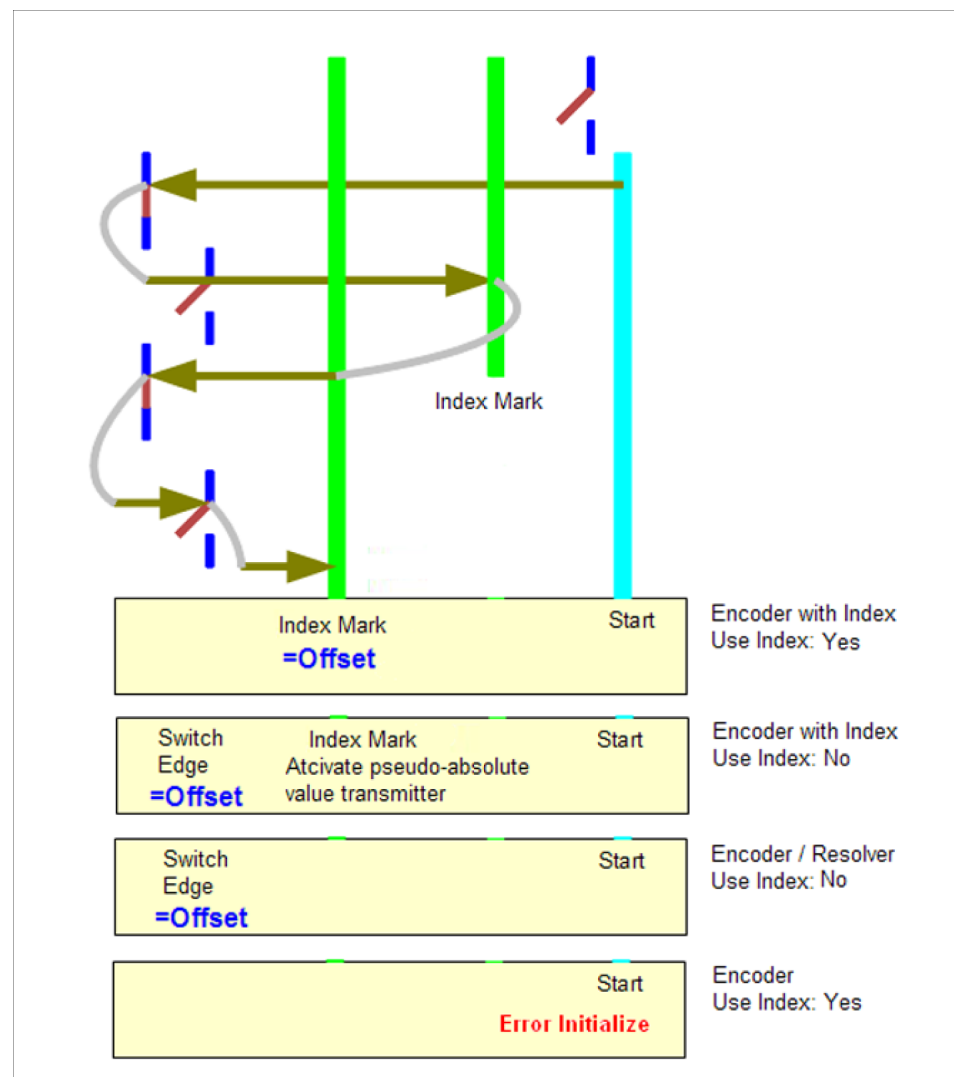 Index Mark
Index Mark
=Offset
Start
Encoder with Index
Use Index: Yes
Switch
Edge
=Offset
Index Mark
Atcivate pseudo-absolute
value transmitter
Start
Encoder with Index
Use Index: No
Switch
Edge
=Offset
Start
Encoder / Resolver
Use Index: No
Start
Error Initialize
Encoder
Use Index: Yes